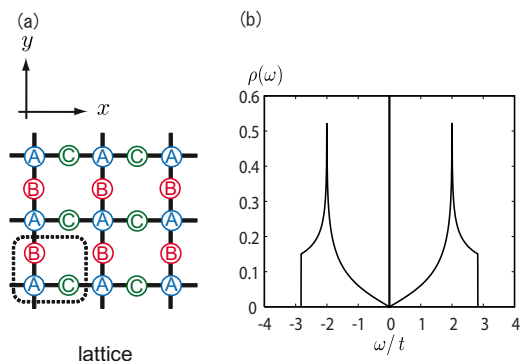 (a)
y
x
A C A C A
B B B
A C A C A
B B B
A C A C A
lattice
(b)
ρ(ω)
0.6
0.5
0.4
0.3
0.2
0.1
0
-4 -3 -2 -1 0 1 2 3 4
ω/t